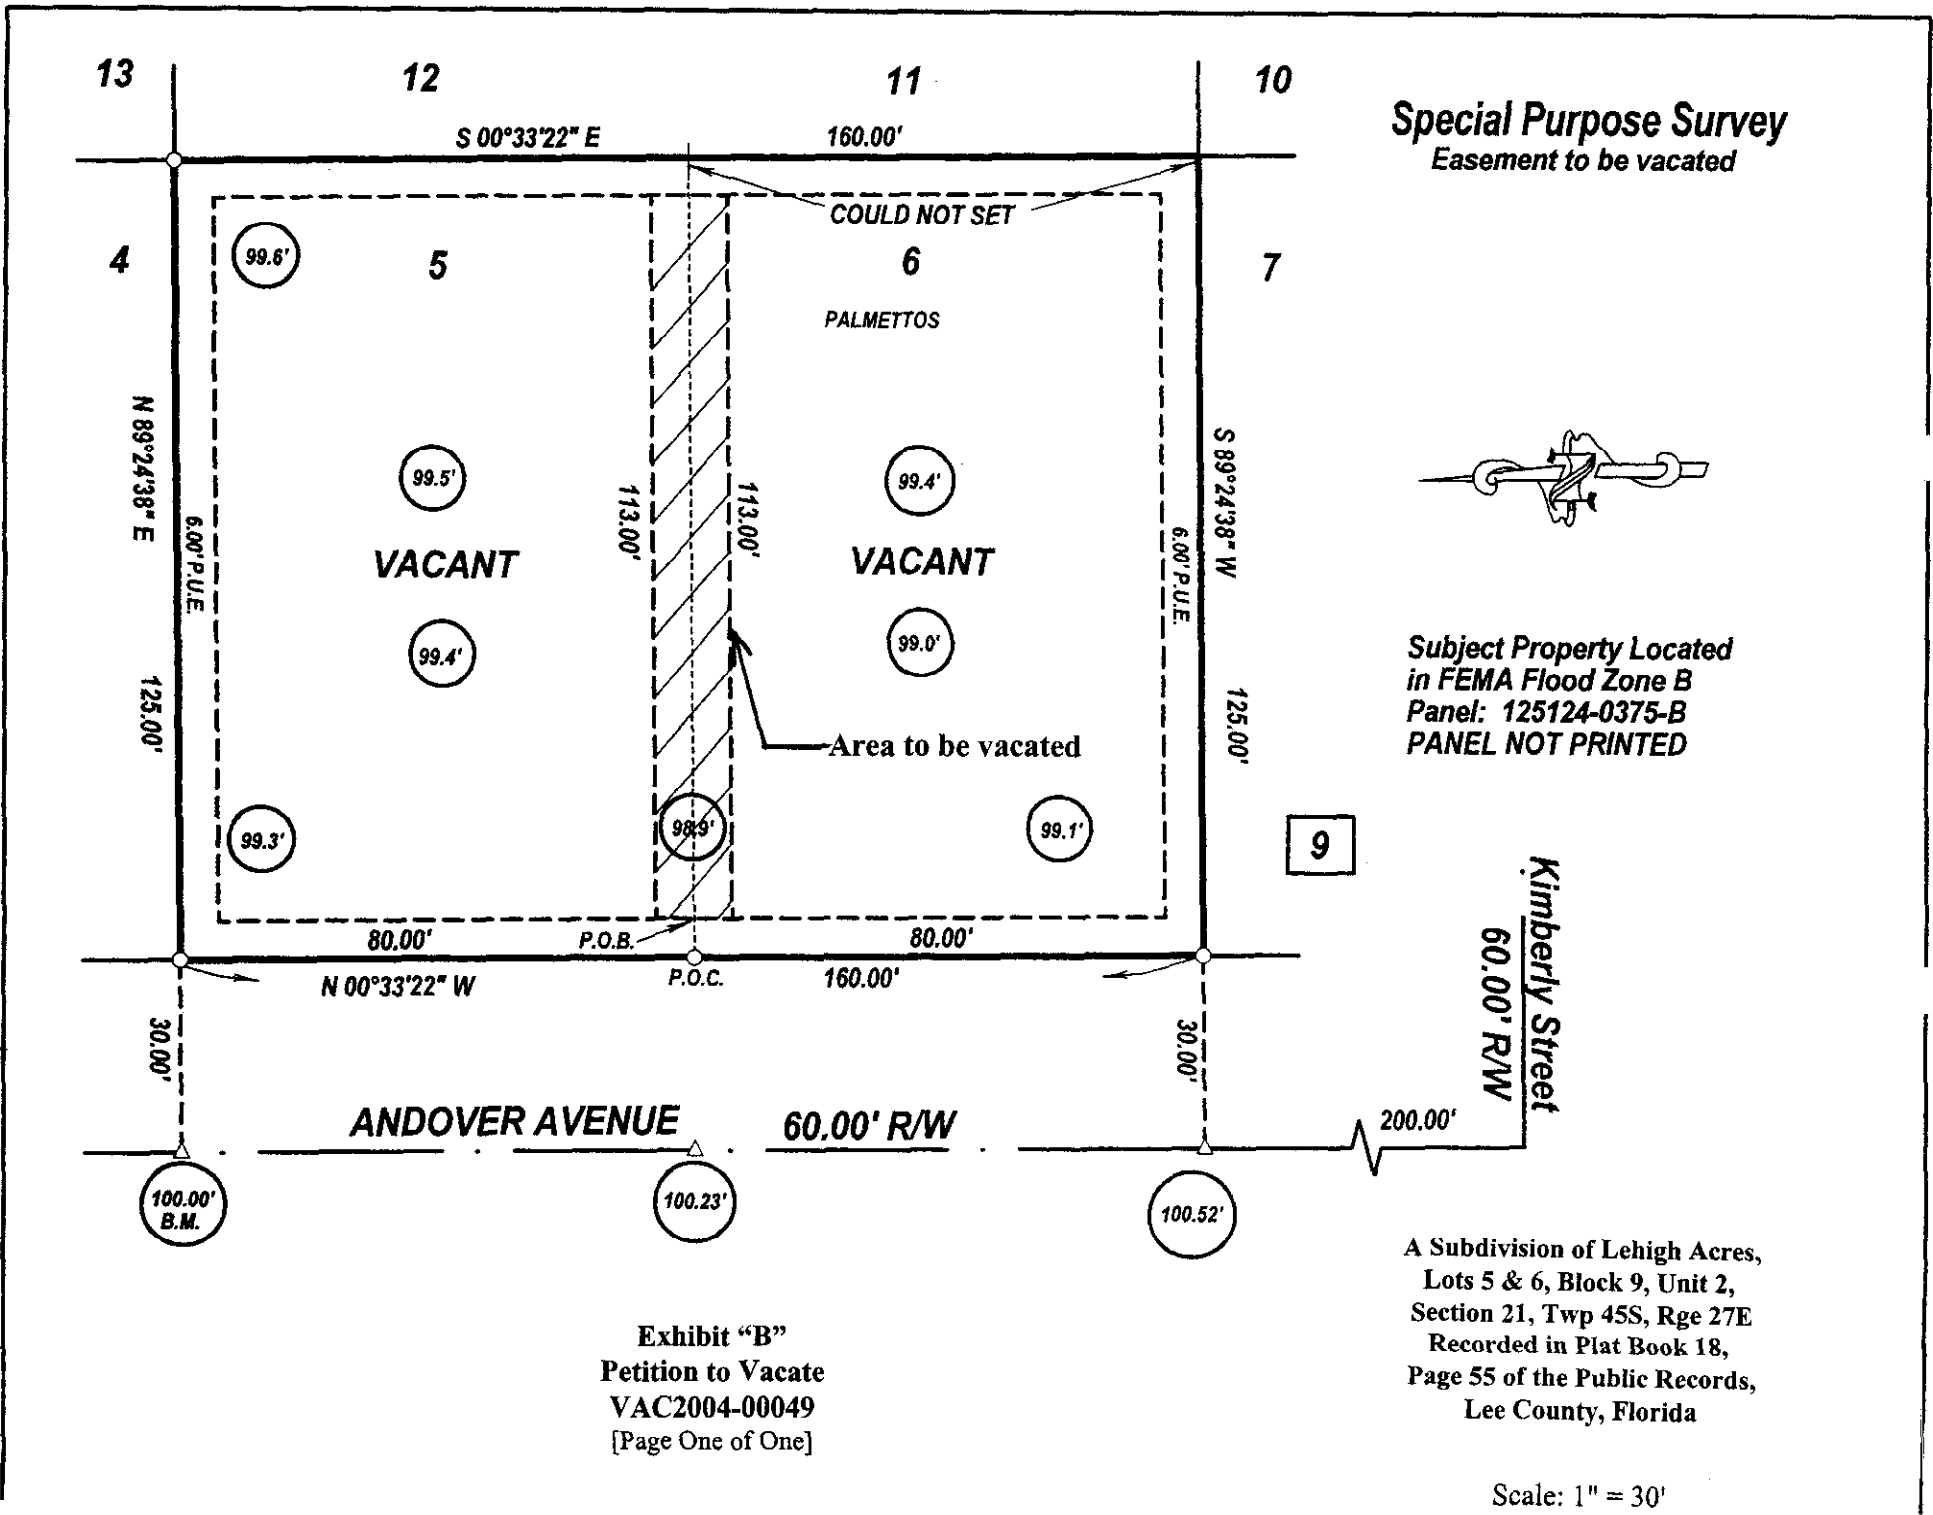 13
12
11
10
S 00°33'22" E
160.00'
Special Purpose Survey
Easement to be vacated
COULD NOT SET
4
99.6'
5
6
7
PALMETTOS
N 89°24'38" E
S 89°24'38" W
99.5'
99.4'
113.00'
113.00'
6.00' P.U.E.
6.00' P.U.E.
VACANT
VACANT
99.4'
99.0'
Subject Property Located
in FEMA Flood Zone B
Panel: 125124-0375-B
PANEL NOT PRINTED
125.00'
125.00'
Area to be vacated
99.3'
98.9'
99.1'
9
Kimberly Street
60.00' R/W
80.00'
P.O.B.
80.00'
N 00°33'22" W
P.O.C.
160.00'
30.00'
30.00'
ANDOVER AVENUE
60.00' R/W
200.00'
100.00'
B.M.
100.23'
100.52'
A Subdivision of Lehigh Acres,
Lots 5 & 6, Block 9, Unit 2,
Section 21, Twp 45S, Rge 27E
Recorded in Plat Book 18,
Page 55 of the Public Records,
Lee County, Florida
Exhibit “B”
Petition to Vacate
VAC2004-00049
[Page One of One]
Scale: 1" = 30'